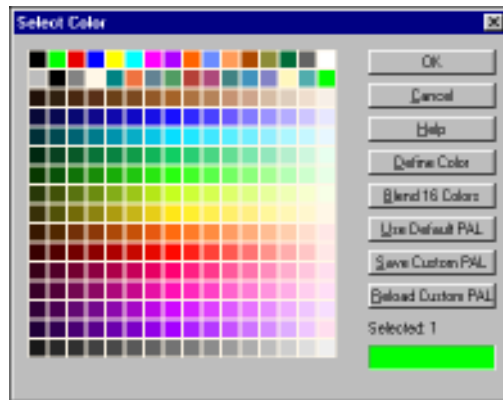 Select Color
OK
Cancel
Help
Define Color
Blend 16 Colors
Use Default PAL
Save Custom PAL
Reload Custom PAL
Selected: 1